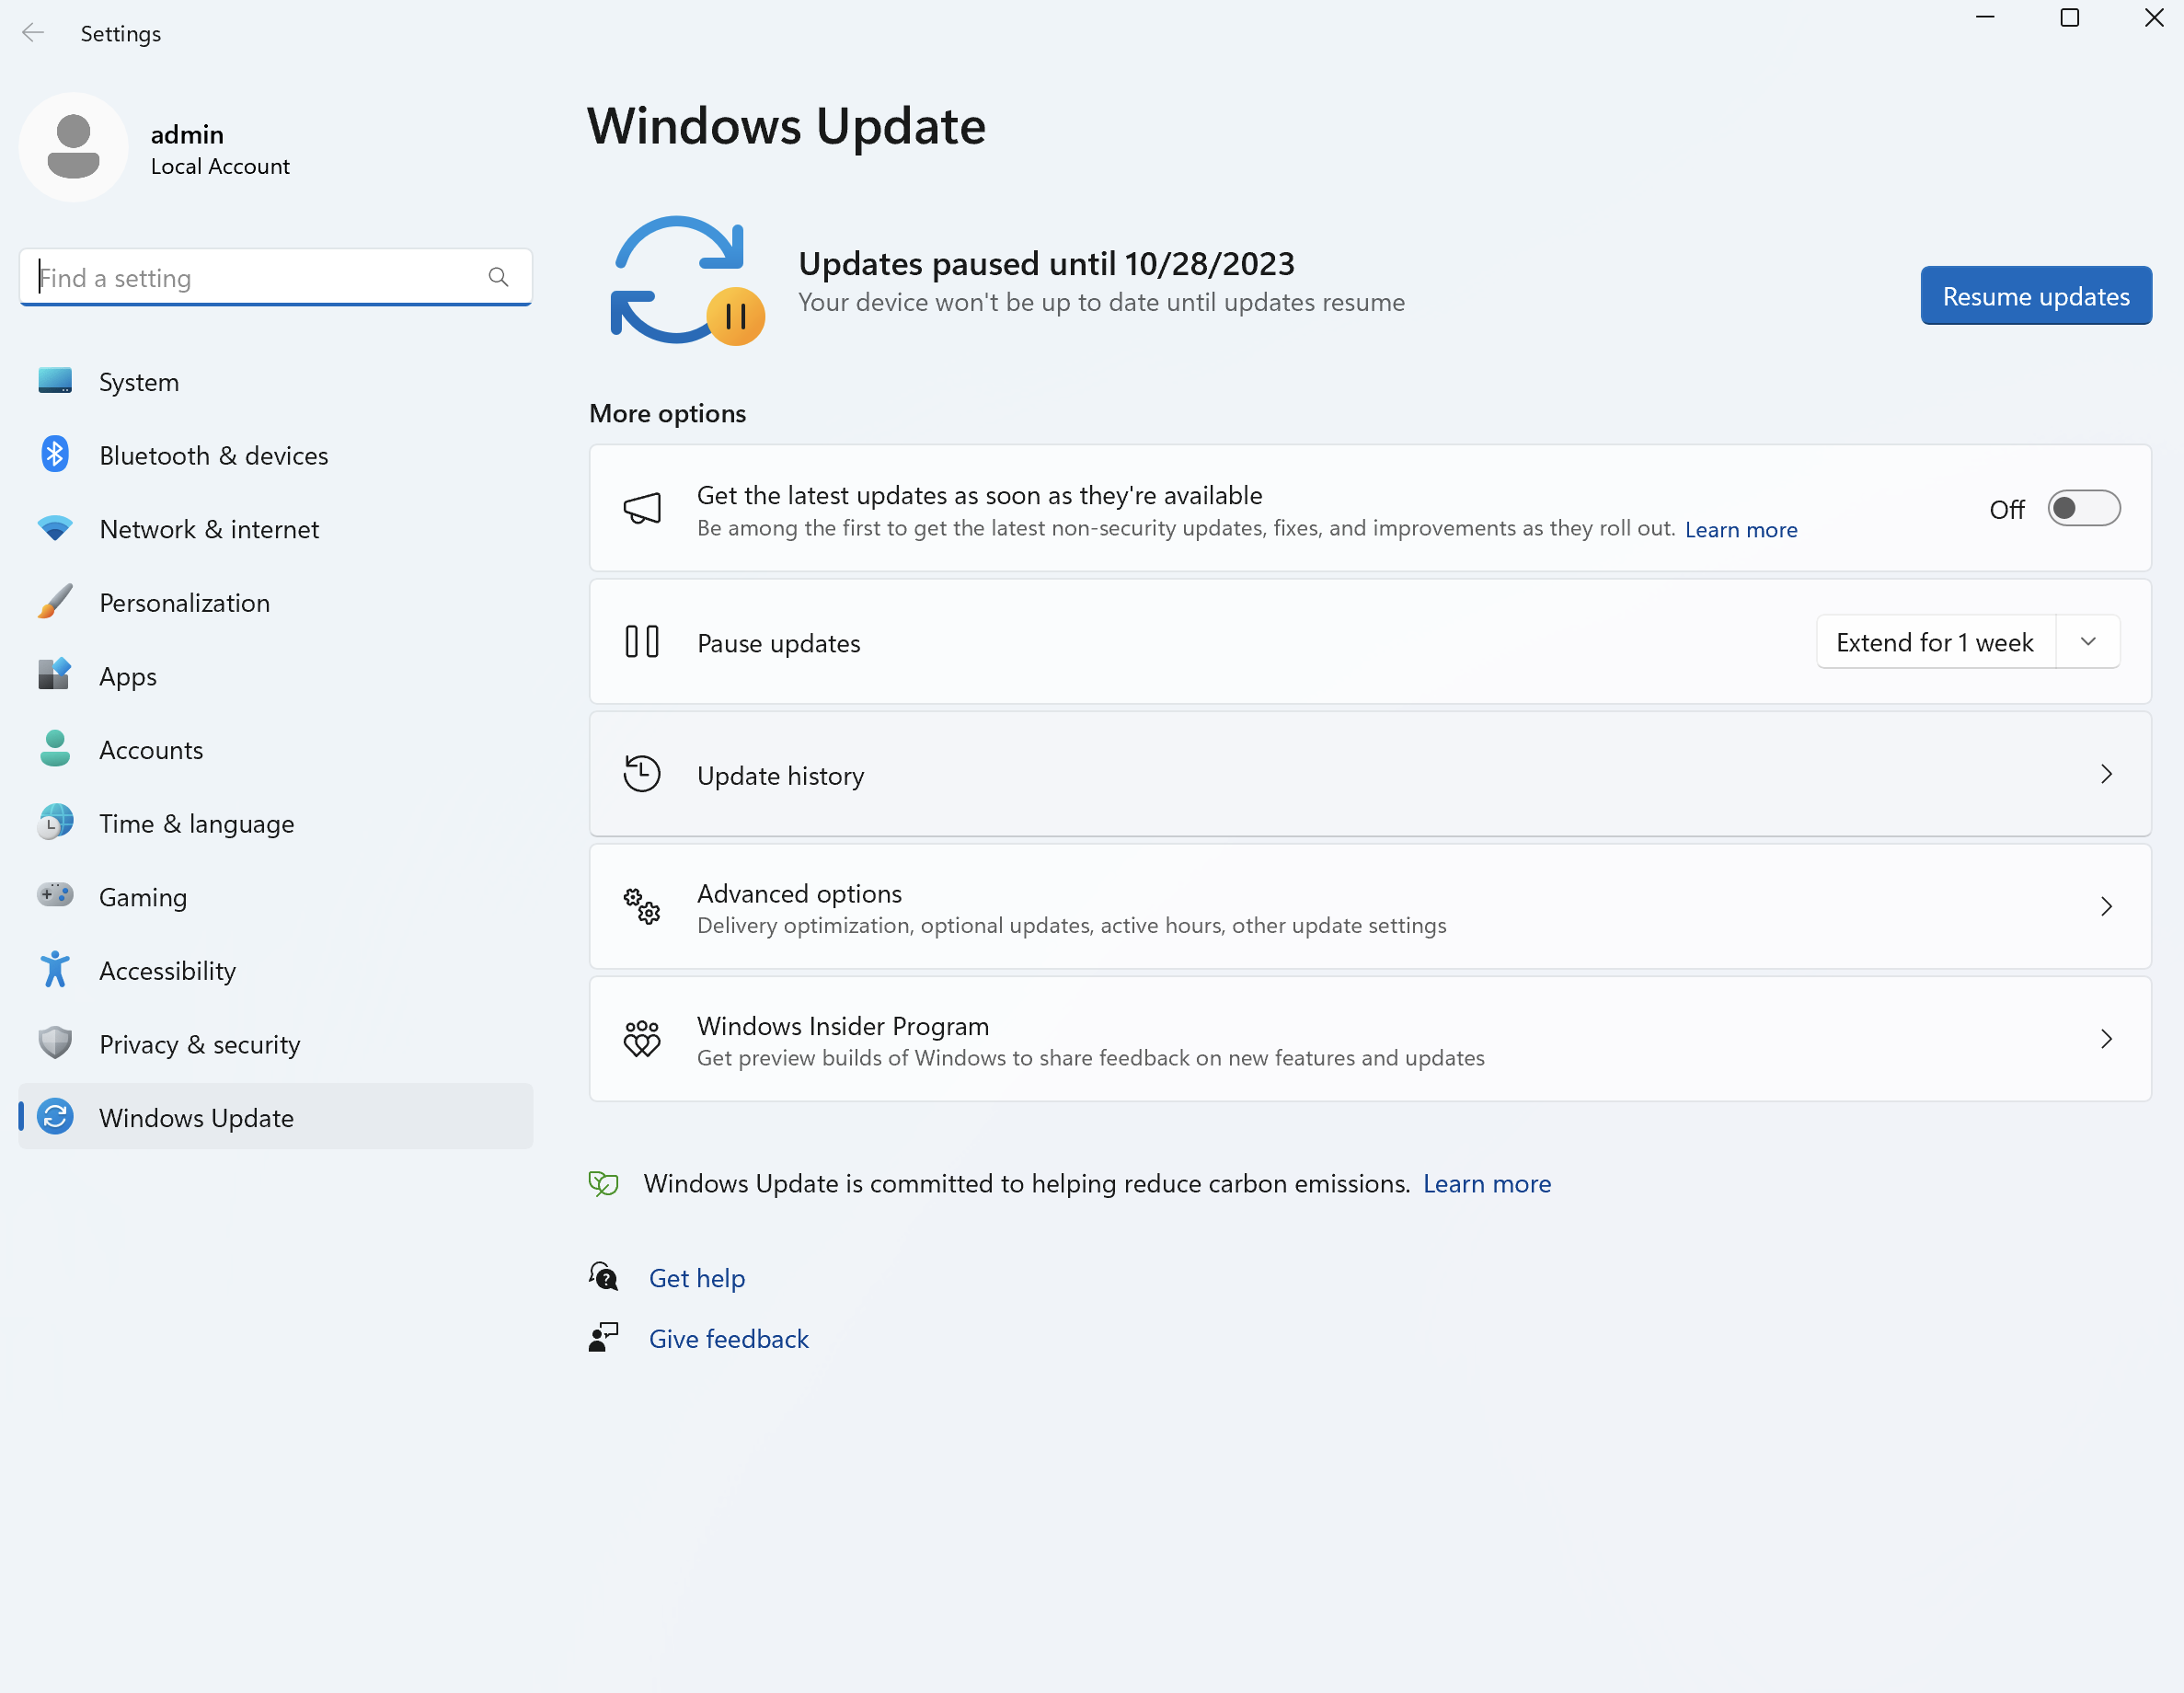 Settings
admin
Local Account
Find a setting
System
Bluetooth & devices
Network & internet
Personalization
Apps
Accounts
Time & language
Gaming
Accessibility
Privacy & security
Windows Update
Windows Update
Updates paused until 10/28/2023
Your device won't be up to date until updates resume
Resume updates
More options
Get the latest updates as soon as they're available
Be among the first to get the latest non-security updates, fixes, and improvements as they roll out. Learn more
Off
Pause updates
Extend for 1 week
Update history
Advanced options
Delivery optimization, optional updates, active hours, other update settings
Windows Insider Program
Get preview builds of Windows to share feedback on new features and updates
Windows Update is committed to helping reduce carbon emissions. Learn more
Get help
Give feedback